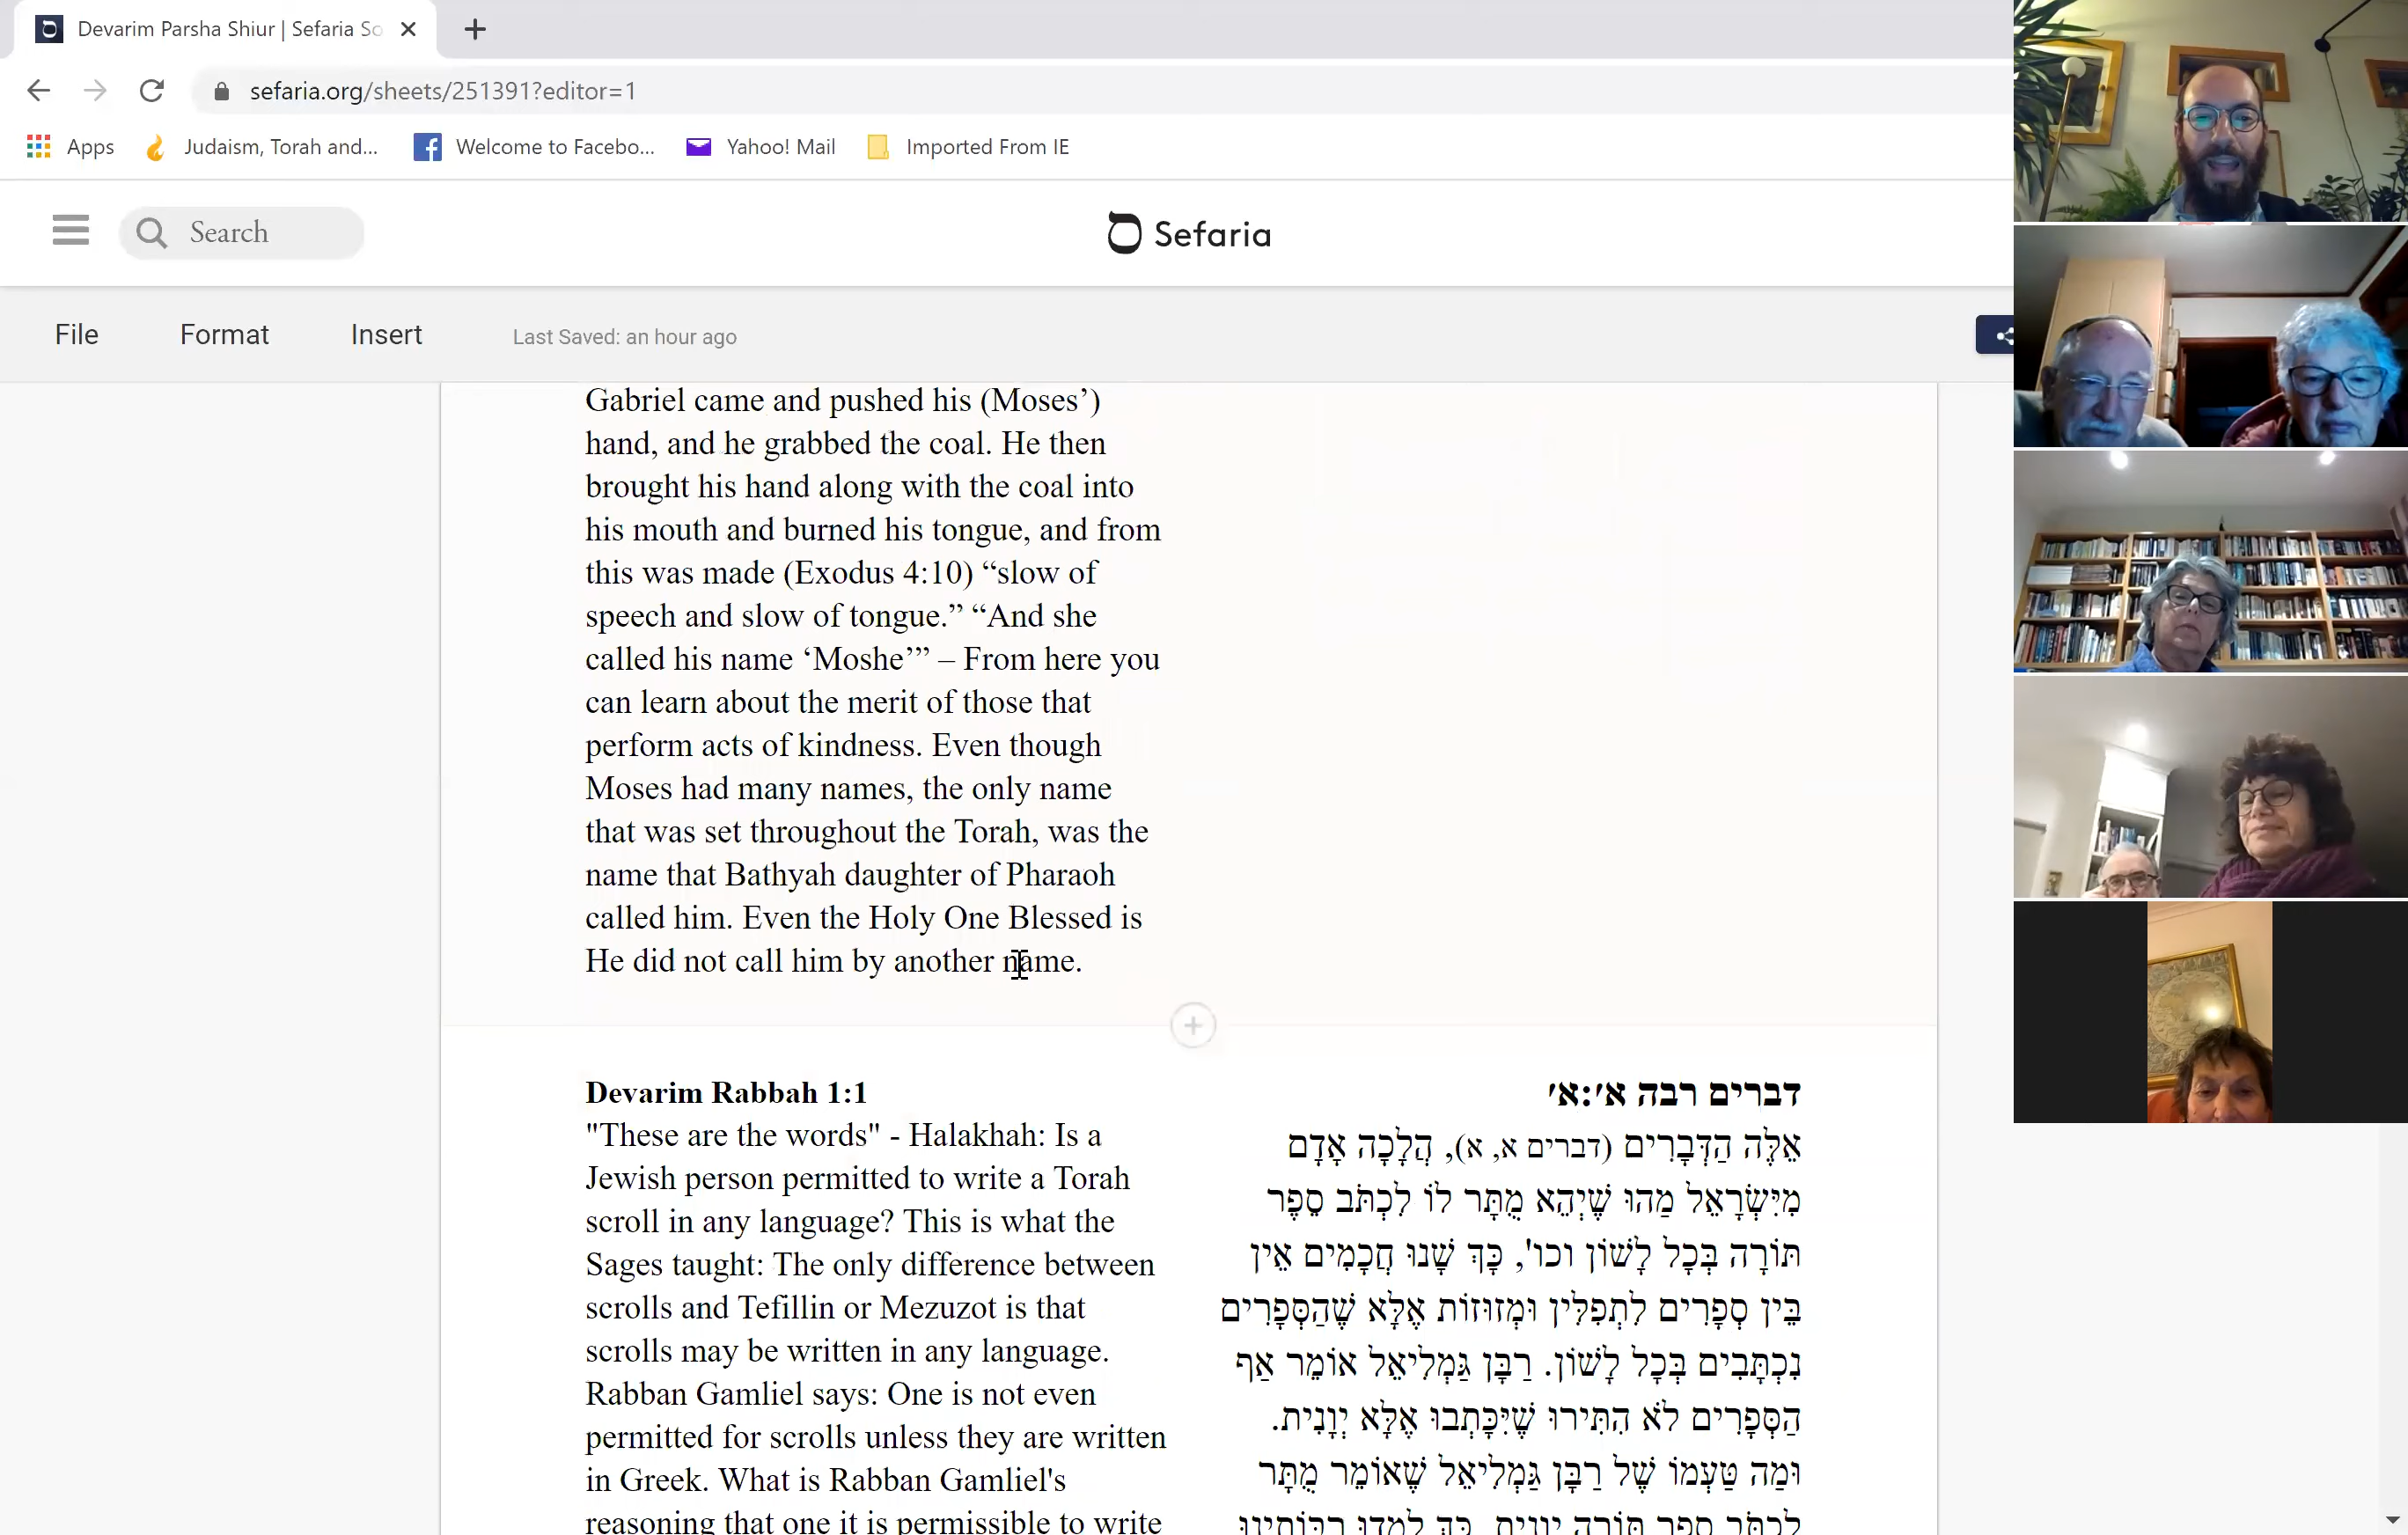 Devarim Parsha Shiur | Sefaria So
sefaria.org/sheets/251391?editor=1
Apps
Judaism, Torah and...
Welcome to Facebo...
Yahoo! Mail
Imported From IE
Search
Sefaria
File
Format
Insert
Last Saved: an hour ago
Gabriel came and pushed his (Moses’)
hand, and he grabbed the coal. He then
brought his hand along with the coal into
his mouth and burned his tongue, and from
this was made (Exodus 4:10) “slow of
speech and slow of tongue.” “And she
called his name ‘Moshe’” – From here you
can learn about the merit of those that
perform acts of kindness. Even though
Moses had many names, the only name
that was set throughout the Torah, was the
name that Bathyah daughter of Pharaoh
called him. Even the Holy One Blessed is
He did not call him by another name.
Devarim Rabbah 1:1
"These are the words" - Halakhah: Is a
Jewish person permitted to write a Torah
scroll in any language? This is what the
Sages taught: The only difference between
scrolls and Tefillin or Mezuzot is that
scrolls may be written in any language.
Rabban Gamliel says: One is not even
permitted for scrolls unless they are written
in Greek. What is Rabban Gamliel's
reasoning that one it is permissible to write
דברים רבה א׳:א׳
אֵלֶּה הַדְּבָרִים (דברים א, א), הֲלָכָה אָדָם
מִיִּשְׂרָאֵל מַהוּ שֶׁיְּהֵא מֻתָּר לוֹ לִכְתֹּב סֵפֶר
תּוֹרָה בְּכָל לָשׁוֹן וכו', כָּךְ שָׁנוּ חֲכָמִים אֵין
בֵּין סְפָרִים לִתְפִלִּין וּמְזוּזוֹת אֶלָּא שֶׁהַסְּפָרִים
נִכְתָּבִים בְּכָל לָשׁוֹן. רַבָּן גַּמְלִיאֵל אוֹמֵר אַף
הַסְּפָרִים לֹא הִתִּירוּ שֶׁיִּכָּתְבוּ אֶלָּא יְוָנִית.
וּמַה טַּעְמוֹ שֶׁל רַבָּן גַּמְלִיאֵל שֶׁאוֹמֵר מֻתָּר
לִכְתֹּב סֵפֶר תּוֹרָה יְוָנִית, כָּךְ לִמְּדוּ רַבּוֹתֵינוּ